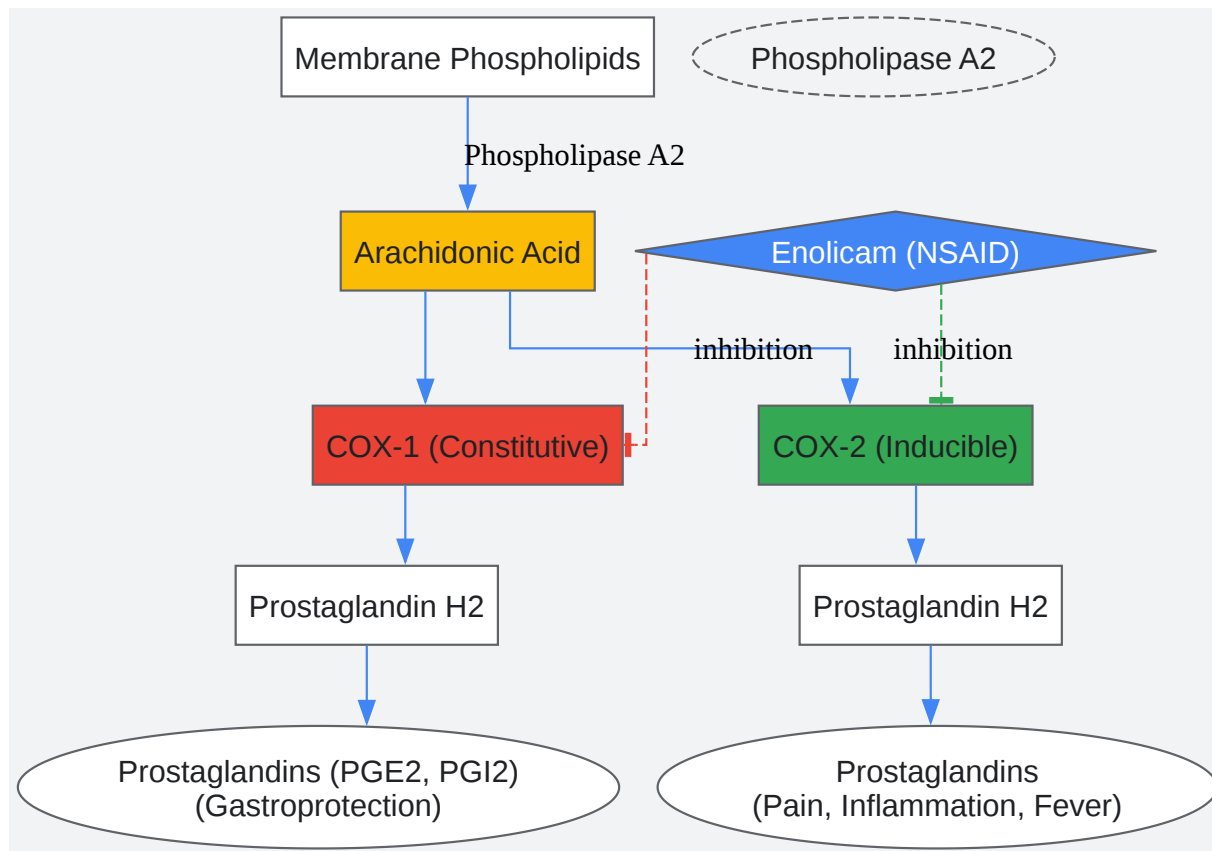 Membrane Phospholipids
Phospholipase A2
Phospholipase A2
Arachidonic Acid
Enolicam (NSAID)
inhibition
inhibition
COX-1 (Constitutive)
COX-2 (Inducible)
Prostaglandin H2
Prostaglandin H2
Prostaglandins (PGE2, PGI2)
(Gastroprotection)
Prostaglandins
(Pain, Inflammation, Fever)